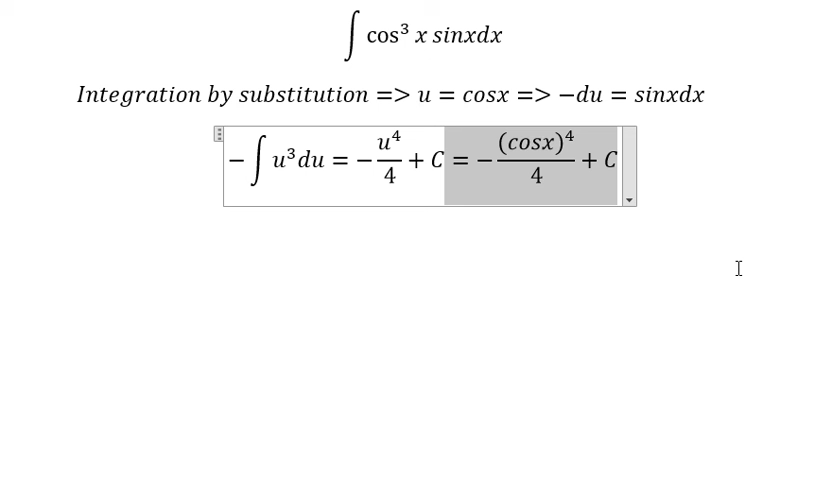 ∫ cos³ x sinxdx
Integration by substitution => u = cosx => −du = sinxdx
− ∫ u³du = − u⁴/4 + C = − (cosx)⁴/4 + C